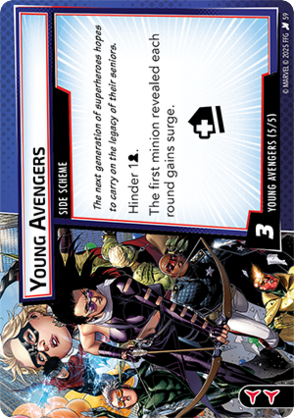 YOUNG AVENGERS
SIDE SCHEME
The next generation of superheroes hopes
to carry on the legacy of their seniors.
Hinder 1.
The first minion revealed each
round gains surge.
3
YOUNG AVENGERS (5/5)
© MARVEL © 2025 FFG 59